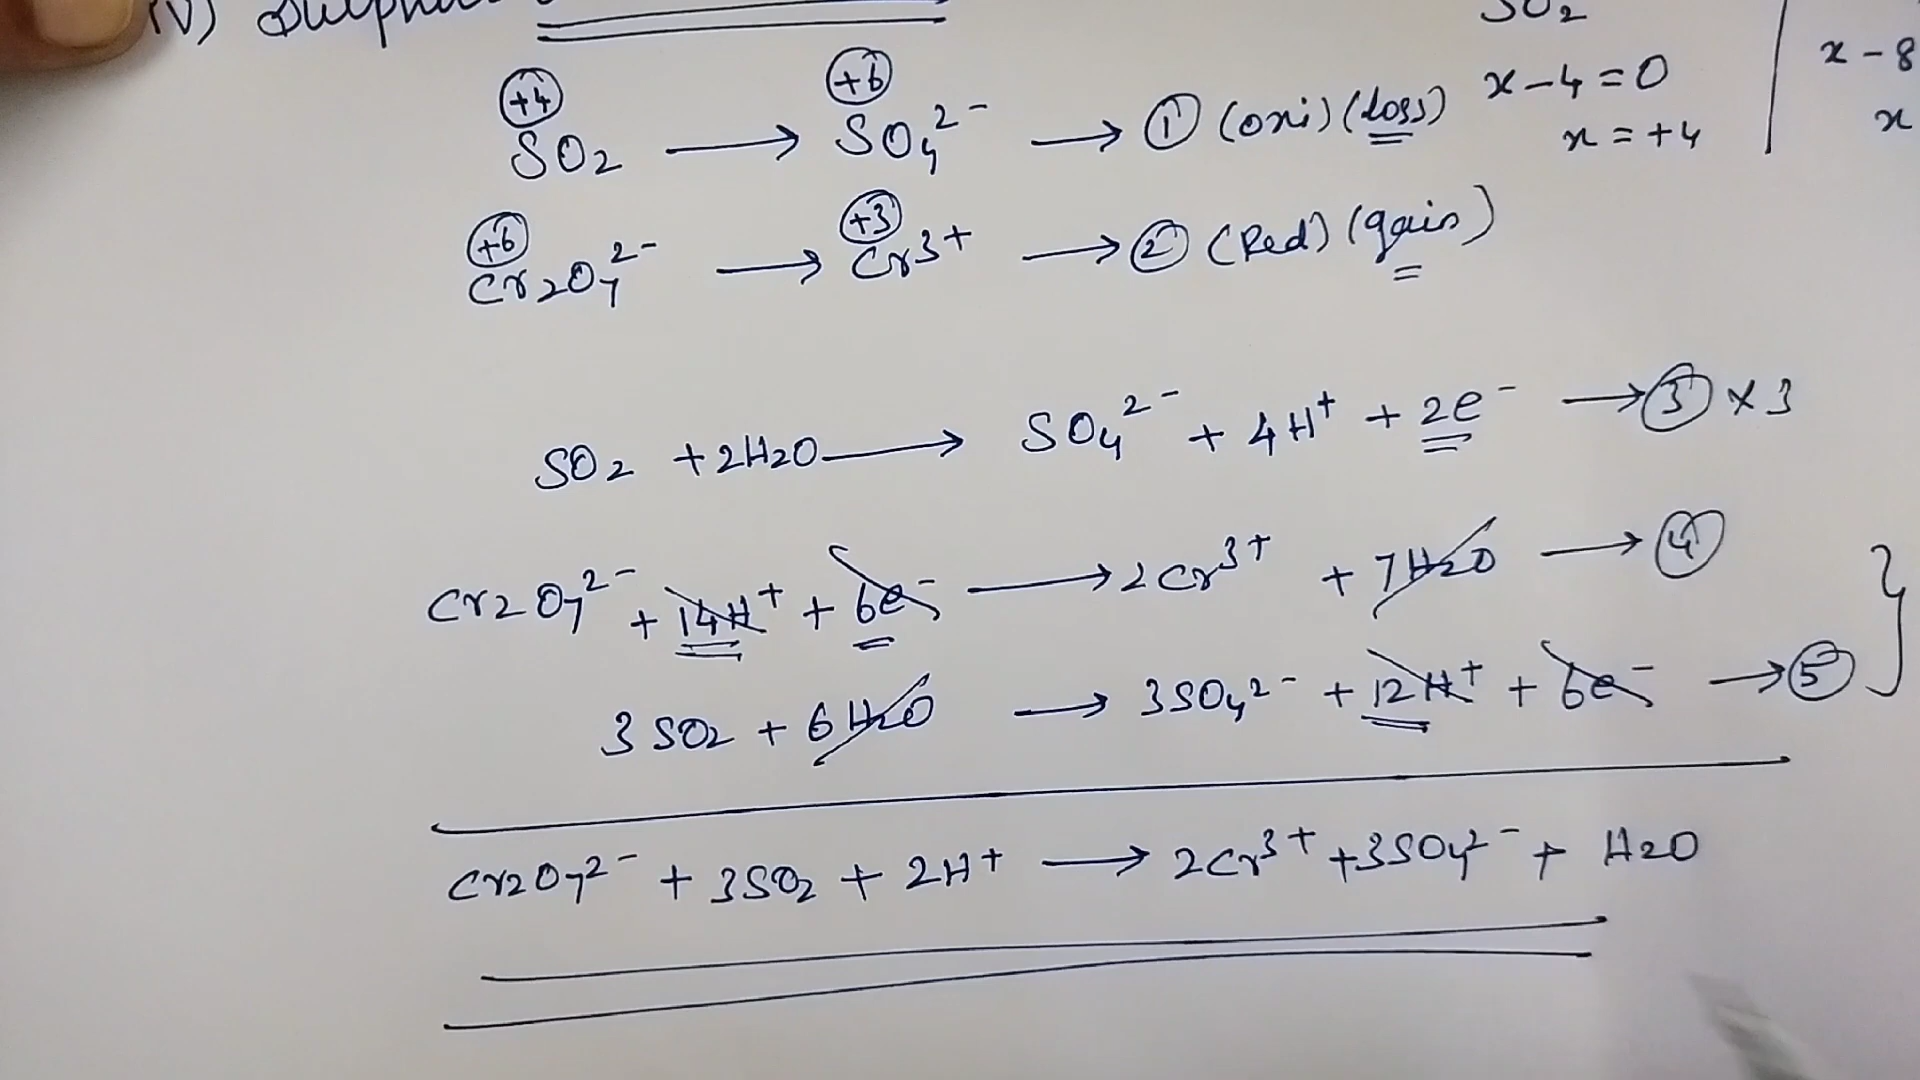 iv) Sulphu
SO2
x - 4 = 0
x = +4
x - 8
x
+4 +6
SO2 → SO4^2- → ① (oxi) (loss)
+6 +3
Cr2O7^2- → Cr3+ → ② (Red) (gain)
SO2 + 2H2O → SO4^2- + 4H+ + 2e- → ③ × 3
Cr2O7^2- + 14H+ + 6e- → 2Cr3+ + 7H2O → ④
3SO2 + 6H2O → 3SO4^2- + 12H+ + 6e- → ⑤
Cr2O7^2- + 3SO2 + 2H+ → 2Cr3+ + 3SO4^2- + H2O